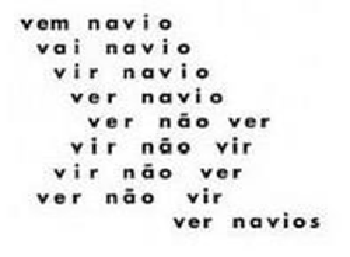 vem navio
vai navio
vir navio
ver navio
ver não ver
vir não vir
vir não ver
ver não vir
ver navios